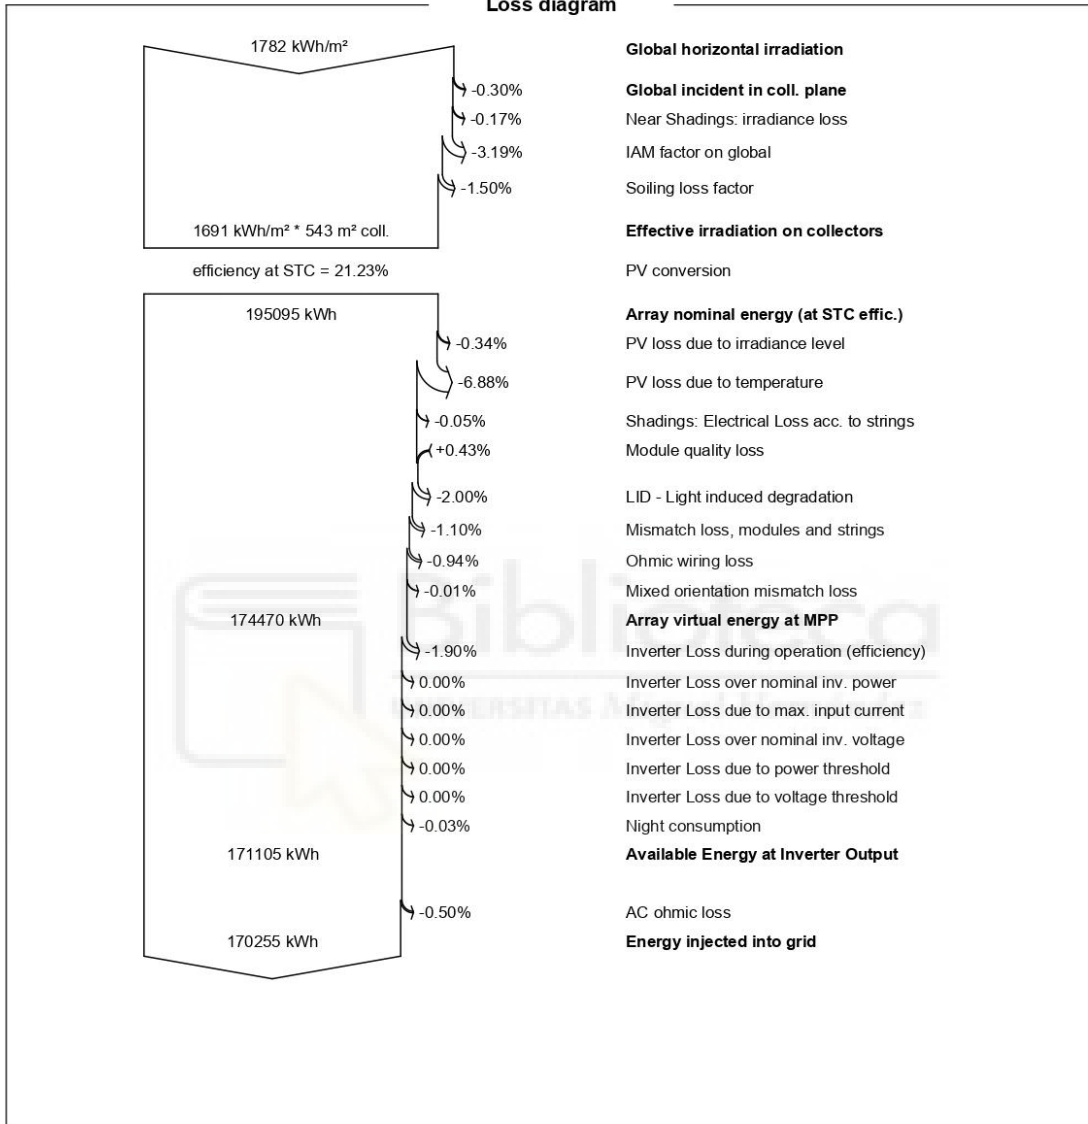 Loss diagram
1782 kWh/m² Global horizontal irradiation
-0.30% Global incident in coll. plane
-0.17% Near Shadings: irradiance loss
-3.19% IAM factor on global
-1.50% Soiling loss factor
1691 kWh/m² * 543 m² coll. Effective irradiation on collectors
efficiency at STC = 21.23% PV conversion
195095 kWh Array nominal energy (at STC effic.)
-0.34% PV loss due to irradiance level
-6.88% PV loss due to temperature
-0.05% Shadings: Electrical Loss acc. to strings
+0.43% Module quality loss
-2.00% LID - Light induced degradation
-1.10% Mismatch loss, modules and strings
-0.94% Ohmic wiring loss
-0.01% Mixed orientation mismatch loss
Biblioteca
174470 kWh Array virtual energy at MPP
-1.90% Inverter Loss during operation (efficiency)
0.00% Inverter Loss over nominal inv. power
UNIVERSITAS Miguel Hernández
0.00% Inverter Loss due to max. input current
0.00% Inverter Loss over nominal inv. voltage
0.00% Inverter Loss due to power threshold
0.00% Inverter Loss due to voltage threshold
-0.03% Night consumption
171105 kWh Available Energy at Inverter Output
-0.50% AC ohmic loss
170255 kWh Energy injected into grid